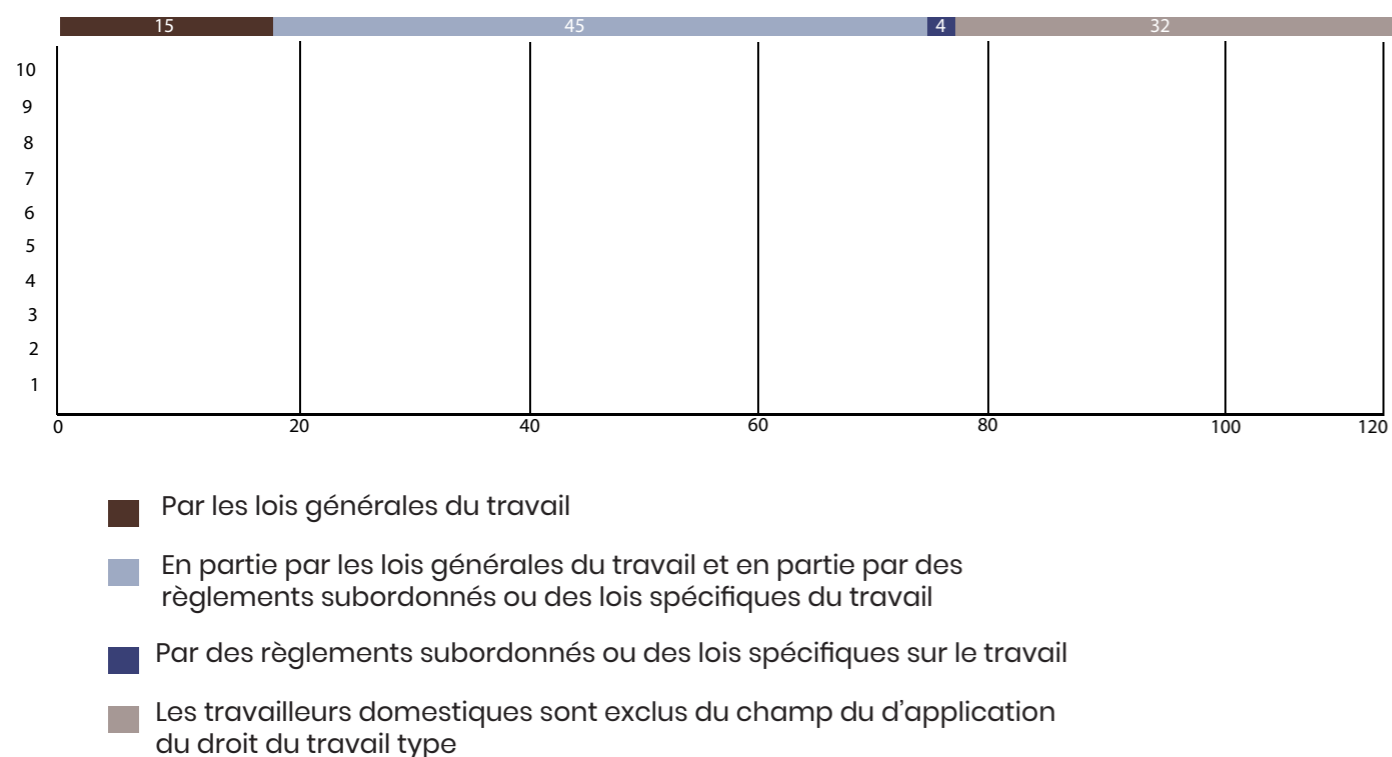 15 45 4 32
10
9
8
7
6
5
4
3
2
1
0 20 40 60 80 100 120
Par les lois générales du travail
En partie par les lois générales du travail et en partie par des
règlements subordonnés ou des lois spécifiques du travail
Par des règlements subordonnés ou des lois spécifiques sur le travail
Les travailleurs domestiques sont exclus du champ du d’application
du droit du travail type